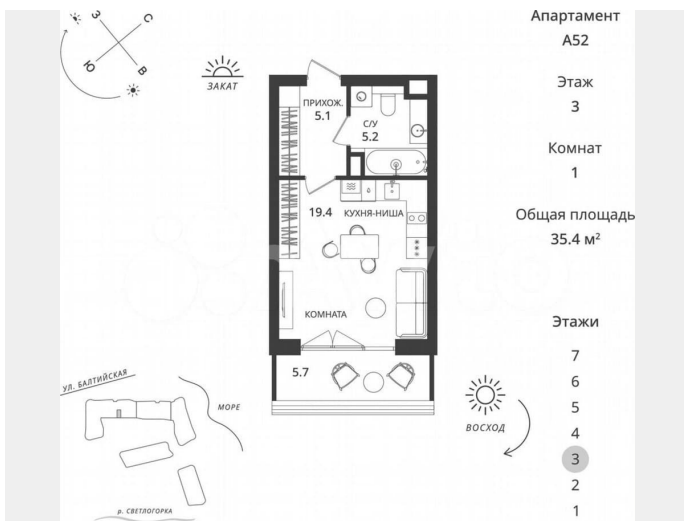 З
С
Ю
В
ЗАКАТ
ПРИХОЖ.
5.1
С/У
5.2
19.4
КУХНЯ-НИША
КОМНАТА
5.7
ВОСХОД
УЛ. БАЛТИЙСКАЯ
МОРЕ
р. СВЕТЛОГОРКА
Апартамент
А52
Этаж
3
Комнат
1
Общая площадь
35.4 м²
Этажи
7
6
5
4
3
2
1
Avito